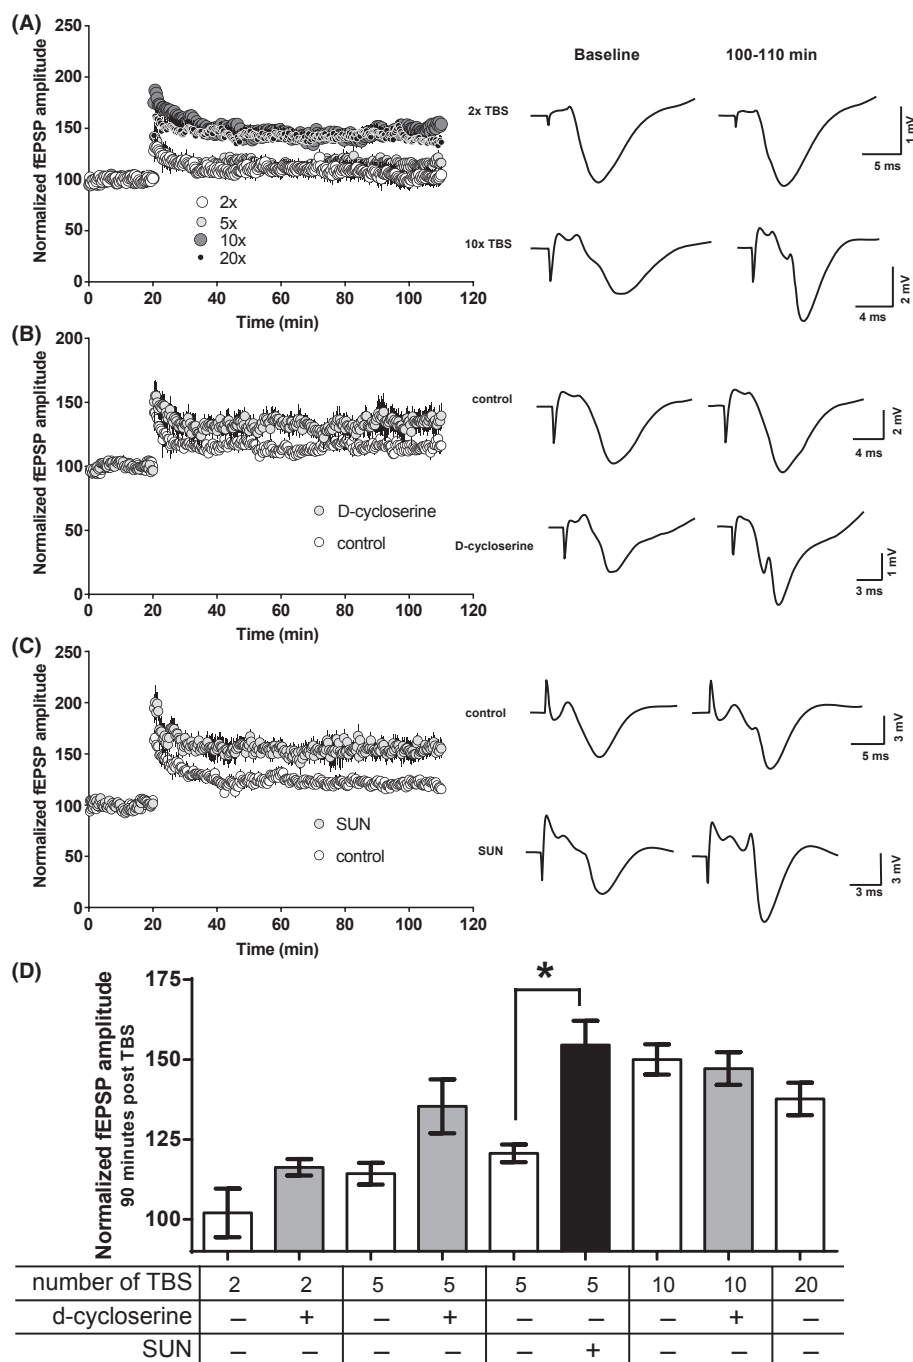 (A)
250
200
150
100
50
0
Normalized fEPSP amplitude
2x
5x
10x
20x
0 20 40 60 80 100 120
Time (min)
Baseline 100-110 min
2x TBS
1 mV
5 ms
10x TBS
2 mV
4 ms
(B)
200
150
100
50
0
Normalized fEPSP amplitude
D-cycloserine
control
0 20 40 60 80 100 120
Time (min)
control
2 mV
4 ms
D-cycloserine
1 mV
3 ms
(C)
250
200
150
100
50
0
Normalized fEPSP amplitude
SUN
control
0 20 40 60 80 100 120
Time (min)
control
3 mV
5 ms
SUN
3 mV
3 ms
(D)
175
150
125
100
Normalized fEPSP amplitude
90 minutes post TBS
*
number of TBS 2 2 5 5 5 5 10 10 20
d-cycloserine – + – + – – – + –
SUN – – – – – + – – –